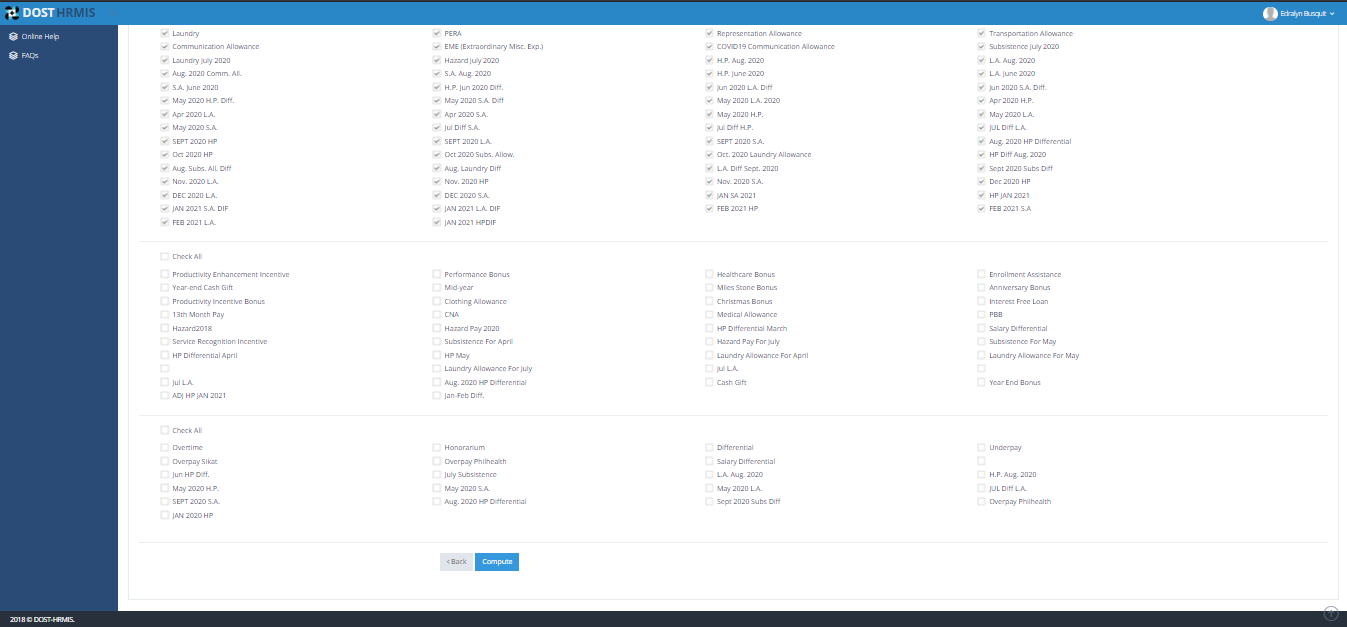 DOST HRMIS
Edralyn Busquit
Online Help
FAQs
Laundry PERA Representation Allowance Transportation Allowance
Communication Allowance EME (Extraordinary Misc. Exp.) COVID19 Communication Allowance Subsistence July 2020
Laundry July 2020 Hazard July 2020 H.P. Aug. 2020 L.A. Aug. 2020
Aug. 2020 Comm. All. S.A. Aug. 2020 H.P. June 2020 L.A. June 2020
S.A. June 2020 H.P. Jun 2020 Diff. Jun 2020 L.A. Diff Jun 2020 S.A. Diff.
May 2020 H.P. Diff. May 2020 S.A. Diff May 2020 L.A. 2020 Apr 2020 H.P.
Apr 2020 L.A. Apr 2020 S.A. May 2020 H.P. May 2020 L.A.
May 2020 S.A. Jul Diff S.A. Jul Diff H.P. JUL Diff L.A.
SEPT 2020 HP SEPT 2020 L.A. SEPT 2020 S.A. Aug. 2020 HP Differential
Oct 2020 HP Oct 2020 Subs. Allow. Oct. 2020 Laundry Allowance HP Diff Aug. 2020
Aug. Subs. All. Diff Aug. Laundry Diff L.A. Diff Sept. 2020 Sept 2020 Subs Diff
Nov. 2020 L.A. Nov. 2020 HP Nov. 2020 S.A. Dec 2020 HP
DEC 2020 L.A. DEC 2020 S.A. JAN SA 2021 HP JAN 2021
JAN 2021 S.A. DIF JAN 2021 L.A. DIF FEB 2021 HP FEB 2021 S.A
FEB 2021 L.A. JAN 2021 HPDIF
Check All
Productivity Enhancement Incentive Performance Bonus Healthcare Bonus Enrollment Assistance
Year-end Cash Gift Mid-year Miles Stone Bonus Anniversary Bonus
Productivity Incentive Bonus Clothing Allowance Christmas Bonus Interest Free Loan
13th Month Pay CNA Medical Allowance PBB
Hazard2018 Hazard Pay 2020 HP Differential March Salary Differential
Service Recognition Incentive Subsistence For April Hazard Pay For July Subsistence For May
HP Differential April HP May Laundry Allowance For April Laundry Allowance For May
Laundry Allowance For July Jul L.A.
Jul L.A. Aug. 2020 HP Differential Cash Gift Year End Bonus
ADJ HP JAN 2021 Jan-Feb Diff.
Check All
Overtime Honorarium Differential Underpay
Overpay Sikat Overpay Philhealth Salary Differential
Jun HP Diff. July Subsistence L.A. Aug. 2020 H.P. Aug. 2020
May 2020 H.P. May 2020 S.A. May 2020 L.A. JUL Diff L.A.
SEPT 2020 S.A. Aug. 2020 HP Differential Sept 2020 Subs Diff Overpay Philhealth
JAN 2020 HP
‹ Back Compute
2018 © DOST-HRMIS.